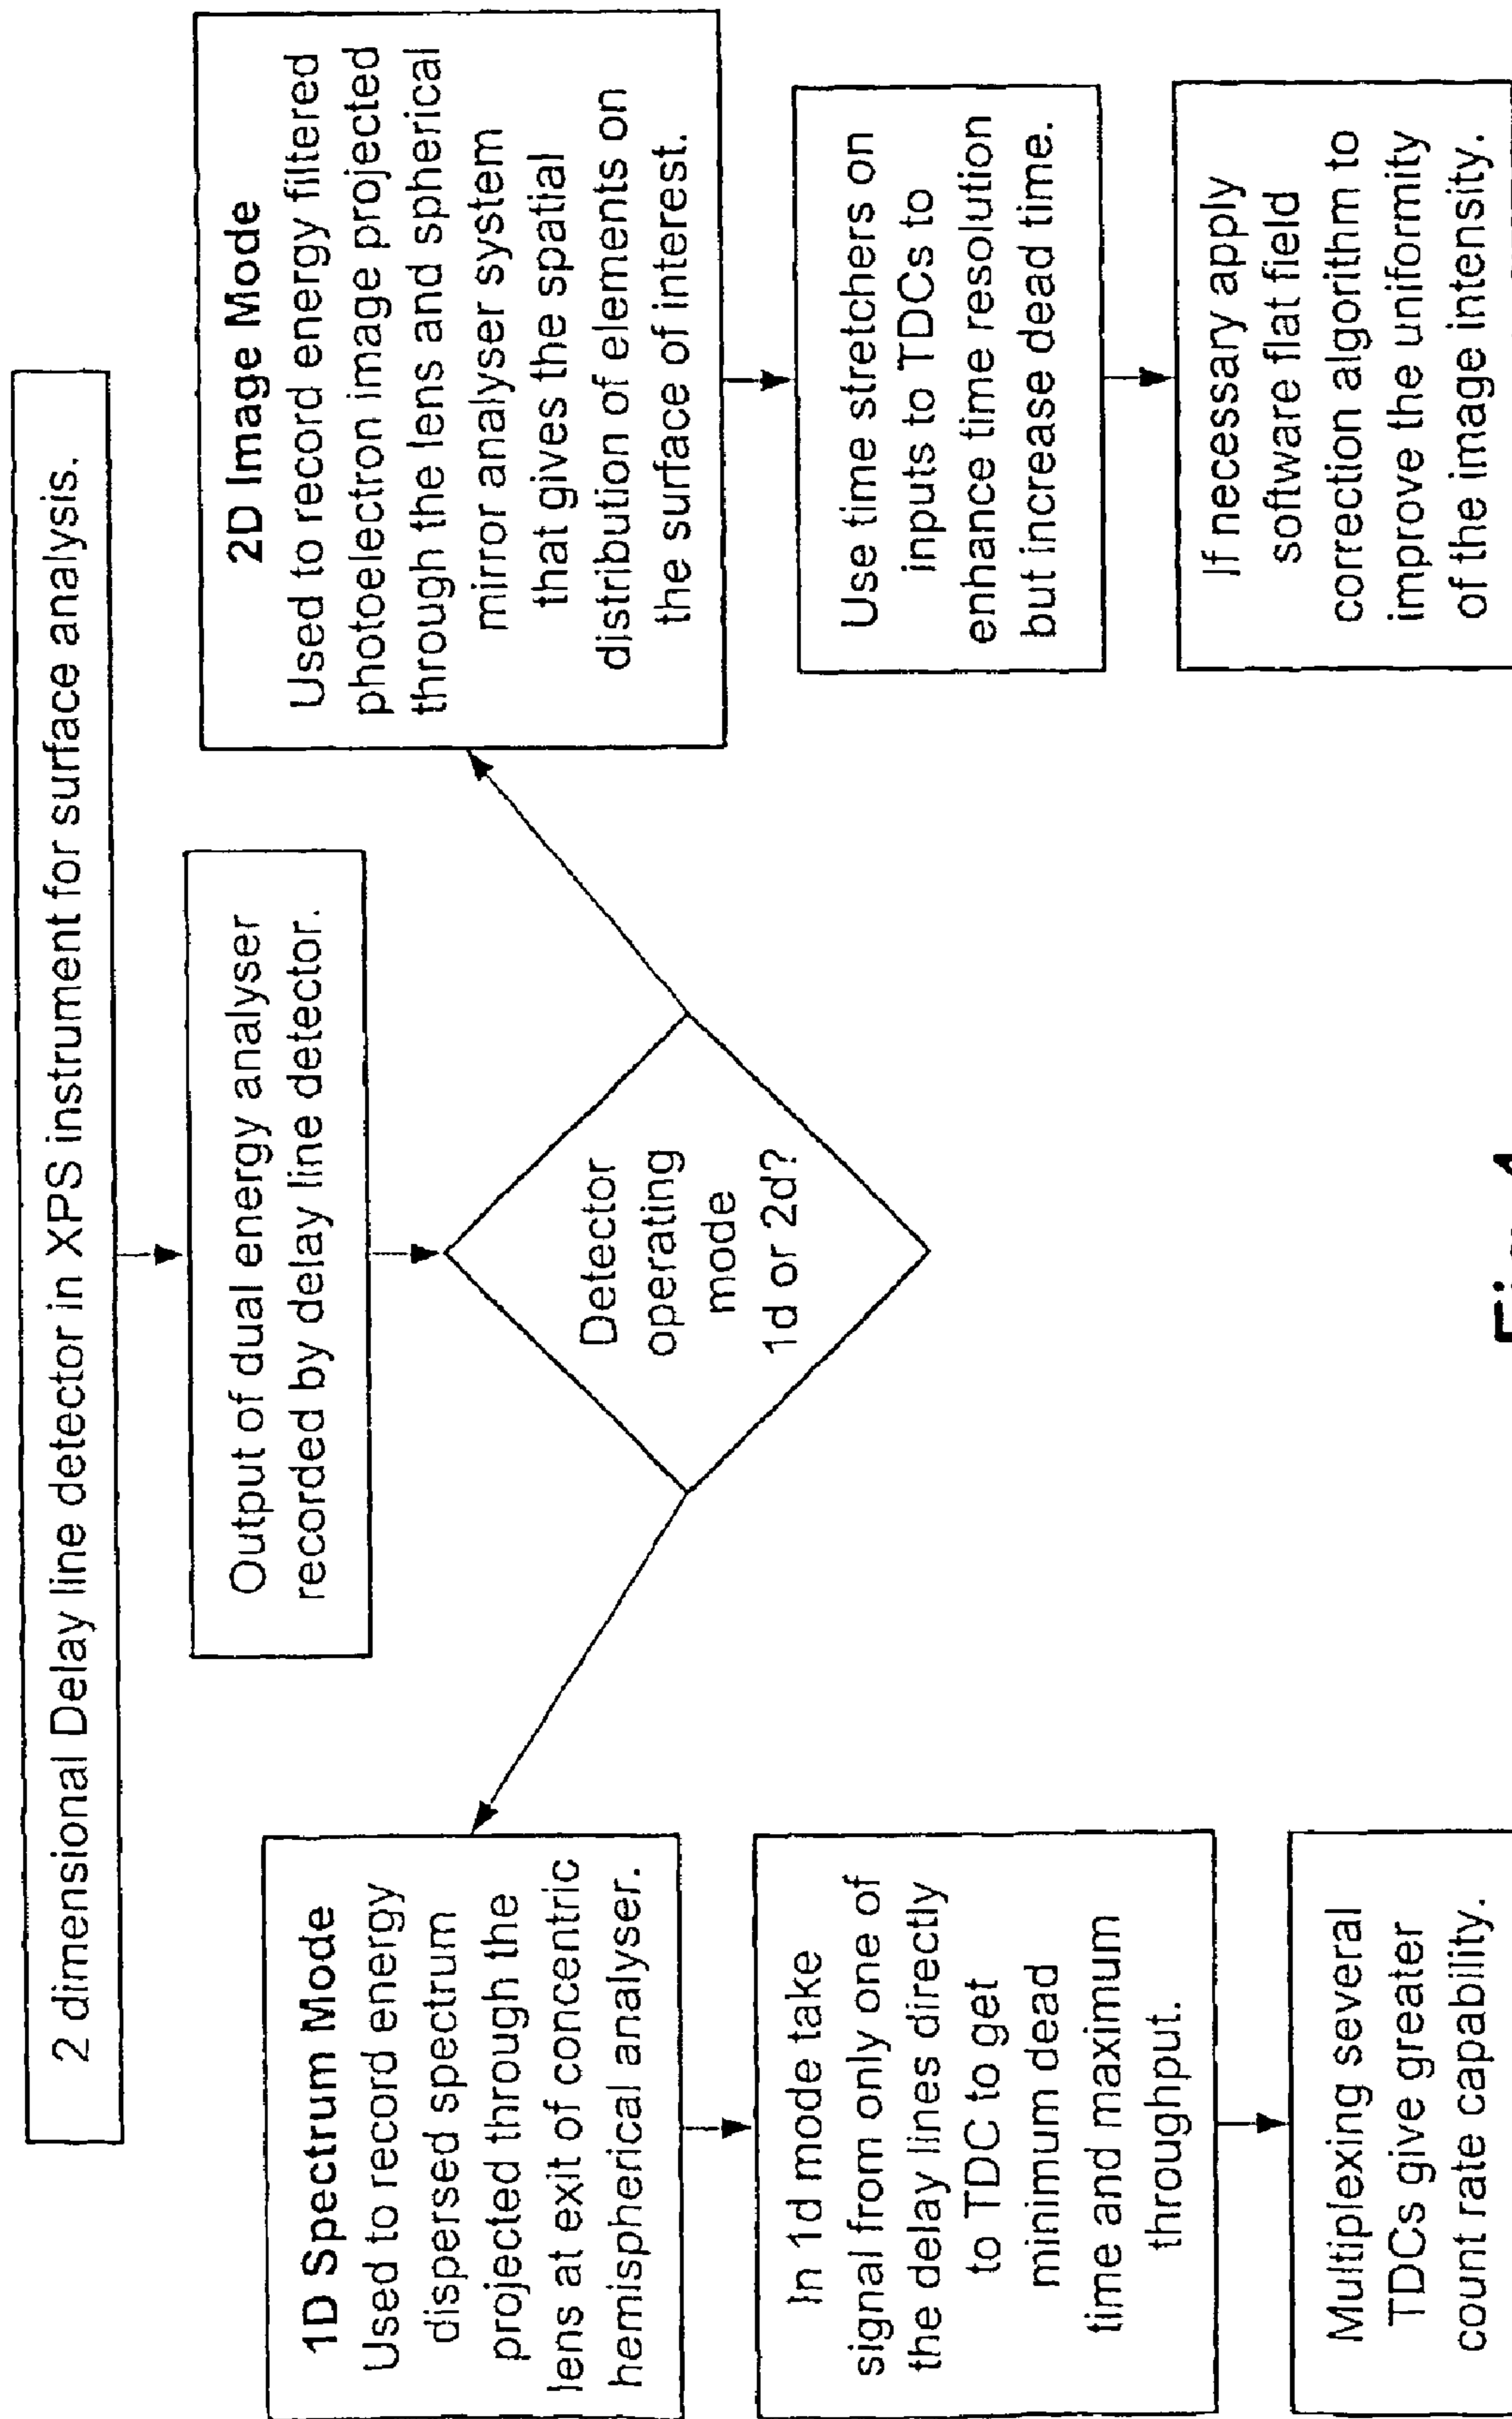 2 dimensional Delay line detector in XPS instrument for surface analysis.
Output of dual energy analyser
recorded by delay line detector.
Detector
operating
mode
1d or 2d?
1D Spectrum Mode
Used to record energy
dispersed spectrum
projected through the
lens at exit of concentric
hemispherical analyser.
In 1d mode take
signal from only one of
the delay lines directly
to TDC to get
minimum dead
time and maximum
throughput.
Multiplexing several
TDCs give greater
count rate capability.
2D Image Mode
Used to record energy filtered
photoelectron image projected
through the lens and spherical
mirror analyser system
that gives the spatial
distribution of elements on
the surface of interest.
Use time stretchers on
inputs to TDCs to
enhance time resolution
but increase dead time.
If necessary apply
software flat field
correction algorithm to
improve the uniformity
of the image intensity.